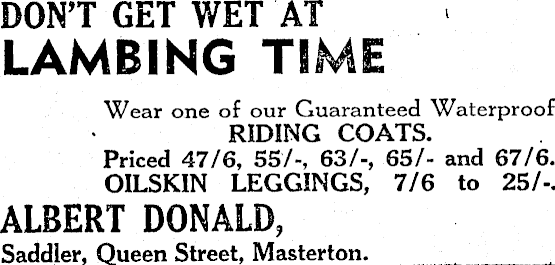 DON'T GET WET AT
LAMBING TIME
Wear one of our Guaranteed Waterproof
RIDING COATS.
Priced 47/6, 55/-, 63/-, 65/- and 67/6.
OILSKIN LEGGINGS, 7/6 to 25/-.
ALBERT DONALD,
Saddler, Queen Street, Masterton.